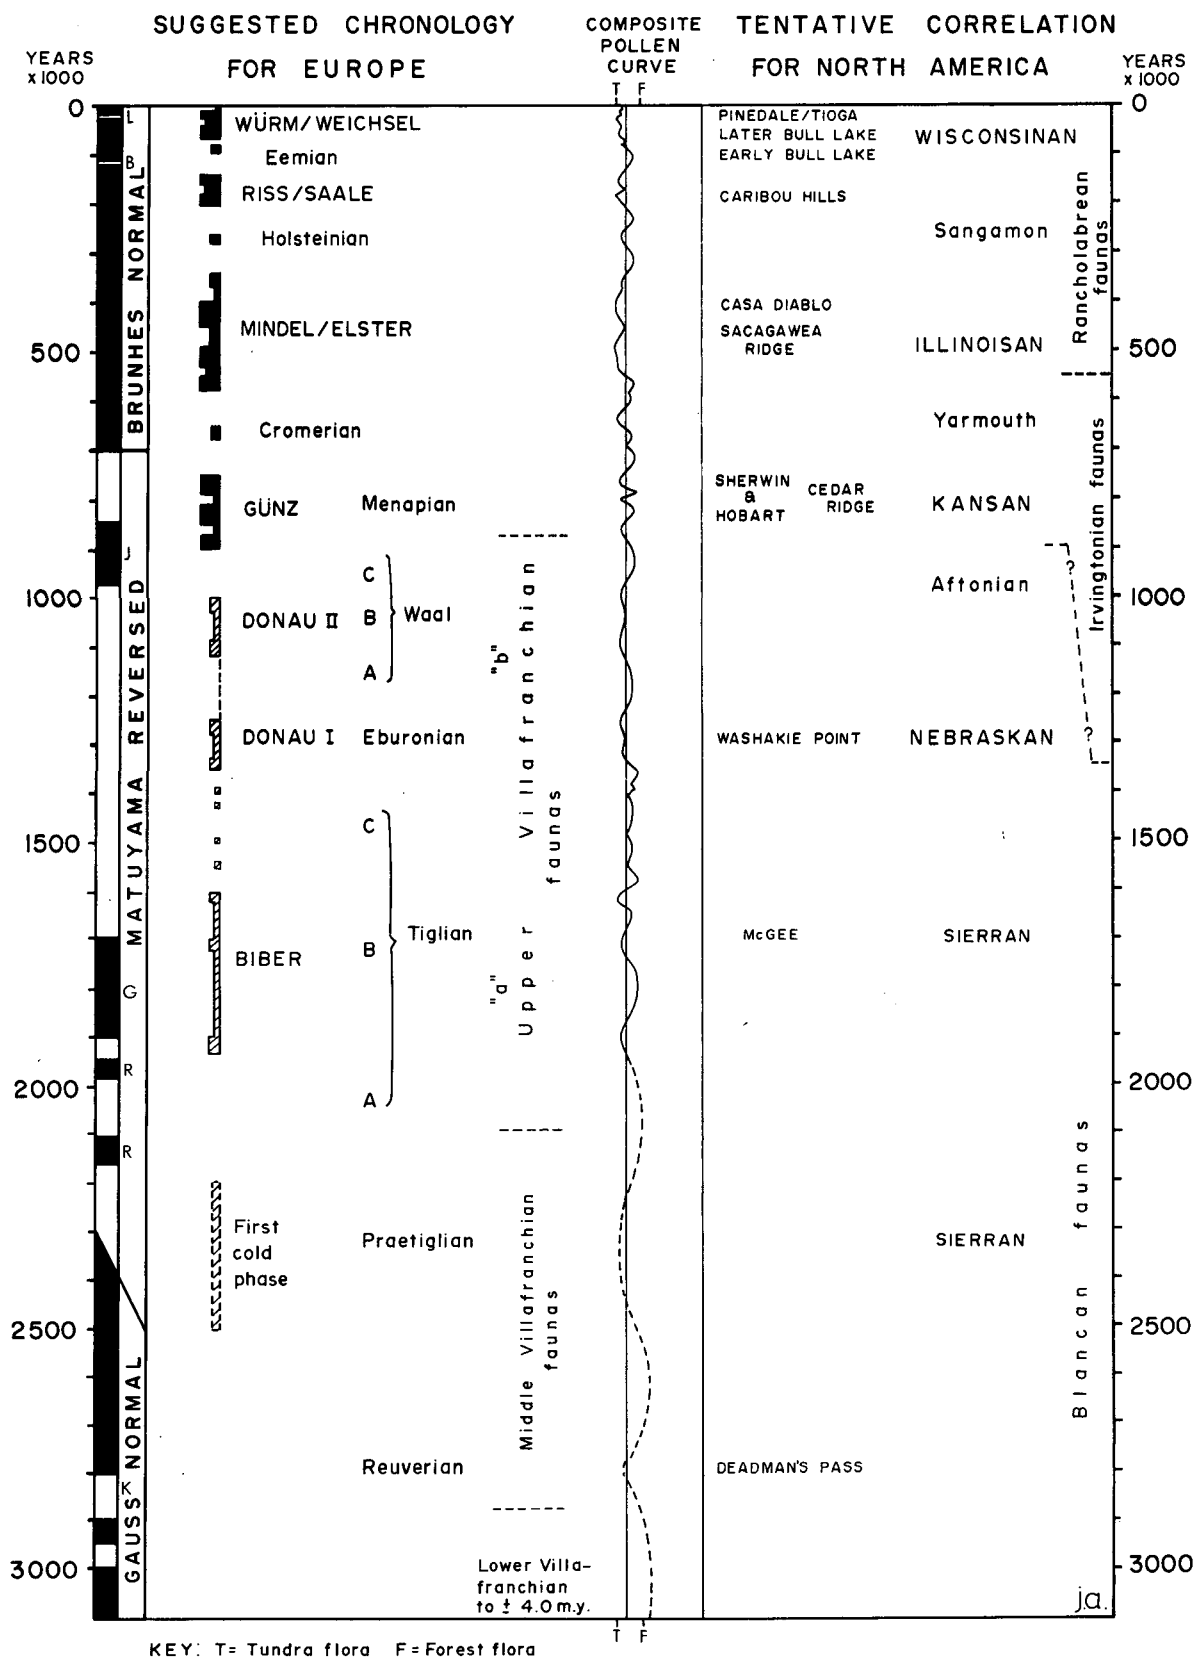 SUGGESTED CHRONOLOGY
FOR EUROPE
COMPOSITE
POLLEN
CURVE
TENTATIVE CORRELATION
FOR NORTH AMERICA
YEARS
x 1000
T F
YEARS
x 1000
0
500
1000
1500
2000
2500
3000
L
B
J
G
R
R
K
BRUNHES NORMAL
MATUYAMA REVERSED
GAUSS NORMAL
WÜRM/WEICHSEL
Eemian
RISS/SAALE
Holsteinian
MINDEL/ELSTER
Cromerian
GÜNZ Menapian
C
DONAU II B Waal
A
DONAU I Eburonian
C
Tiglian
B
BIBER
A
First
cold
phase
Praetiglian
Reuverian
"b"
"a"
Upper Villafranchian
faunas
Middle Villafranchian
faunas
Lower Villa-
franchian
to ± 4.0 m.y.
PINEDALE/TIOGA
LATER BULL LAKE
EARLY BULL LAKE
WISCONSINAN
CARIBOU HILLS
Sangamon
CASA DIABLO
SACAGAWEA
RIDGE
ILLINOISAN
Yarmouth
SHERWIN
&
HOBART
CEDAR
RIDGE
KANSAN
Aftonian
WASHAKIE POINT NEBRASKAN
McGEE SIERRAN
SIERRAN
DEADMAN'S PASS
Rancholabrean
faunas
Irvingtonian faunas
?
?
Blancan faunas
0
500
1000
1500
2000
2500
3000
j.a.
T F
KEY: T= Tundra flora F=Forest flora